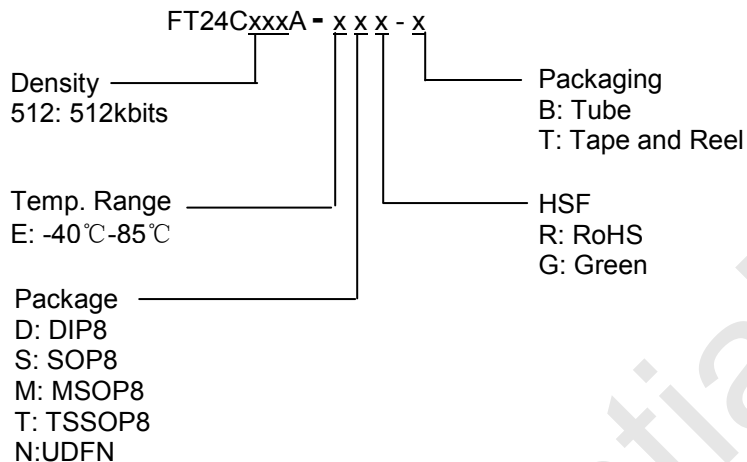 FT24CxxxA - x x x - x
Density
512: 512kbits
Packaging
B: Tube
T: Tape and Reel
Temp. Range
E: -40℃-85℃
HSF
R: RoHS
G: Green
Package
D: DIP8
S: SOP8
M: MSOP8
T: TSSOP8
N:UDFN